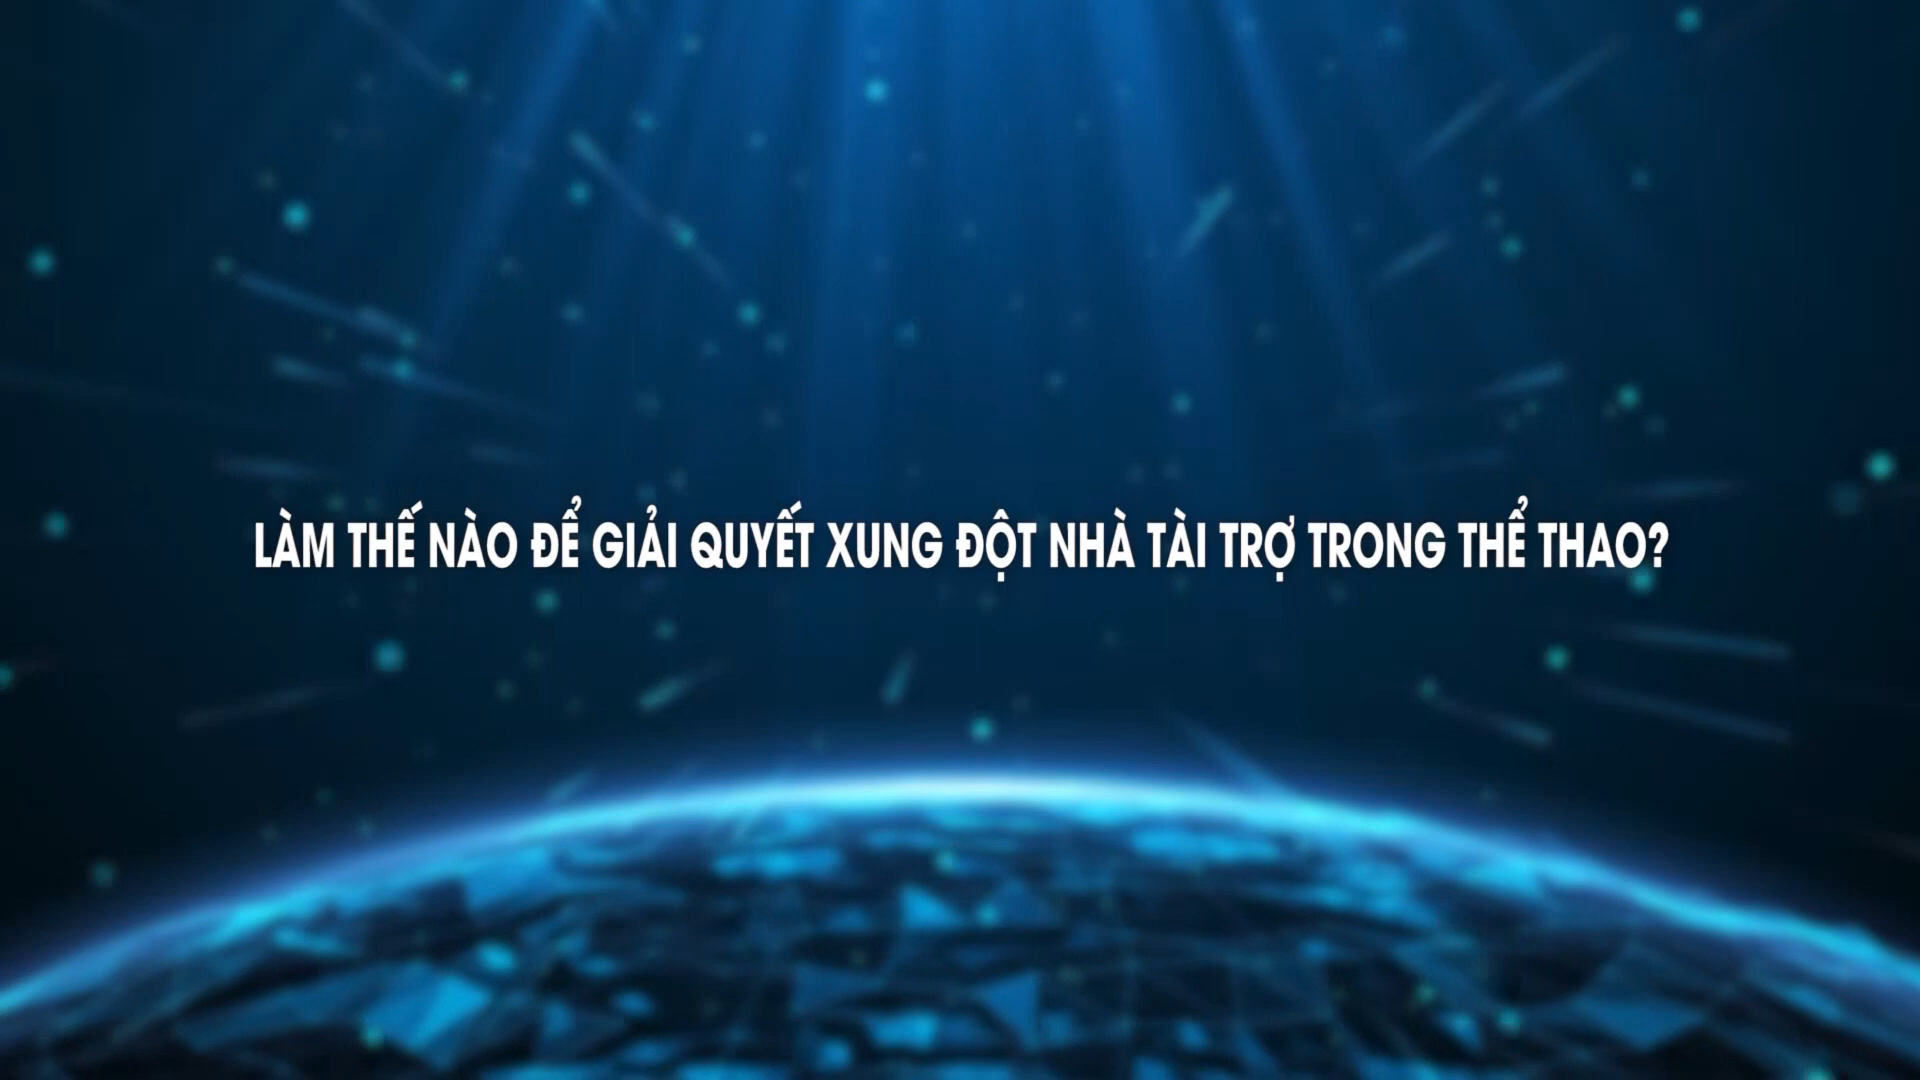 LÀM THẾ NÀO ĐỂ GIẢI QUYẾT XUNG ĐỘT NHÀ TÀI TRỢ TRONG THỂ THAO?